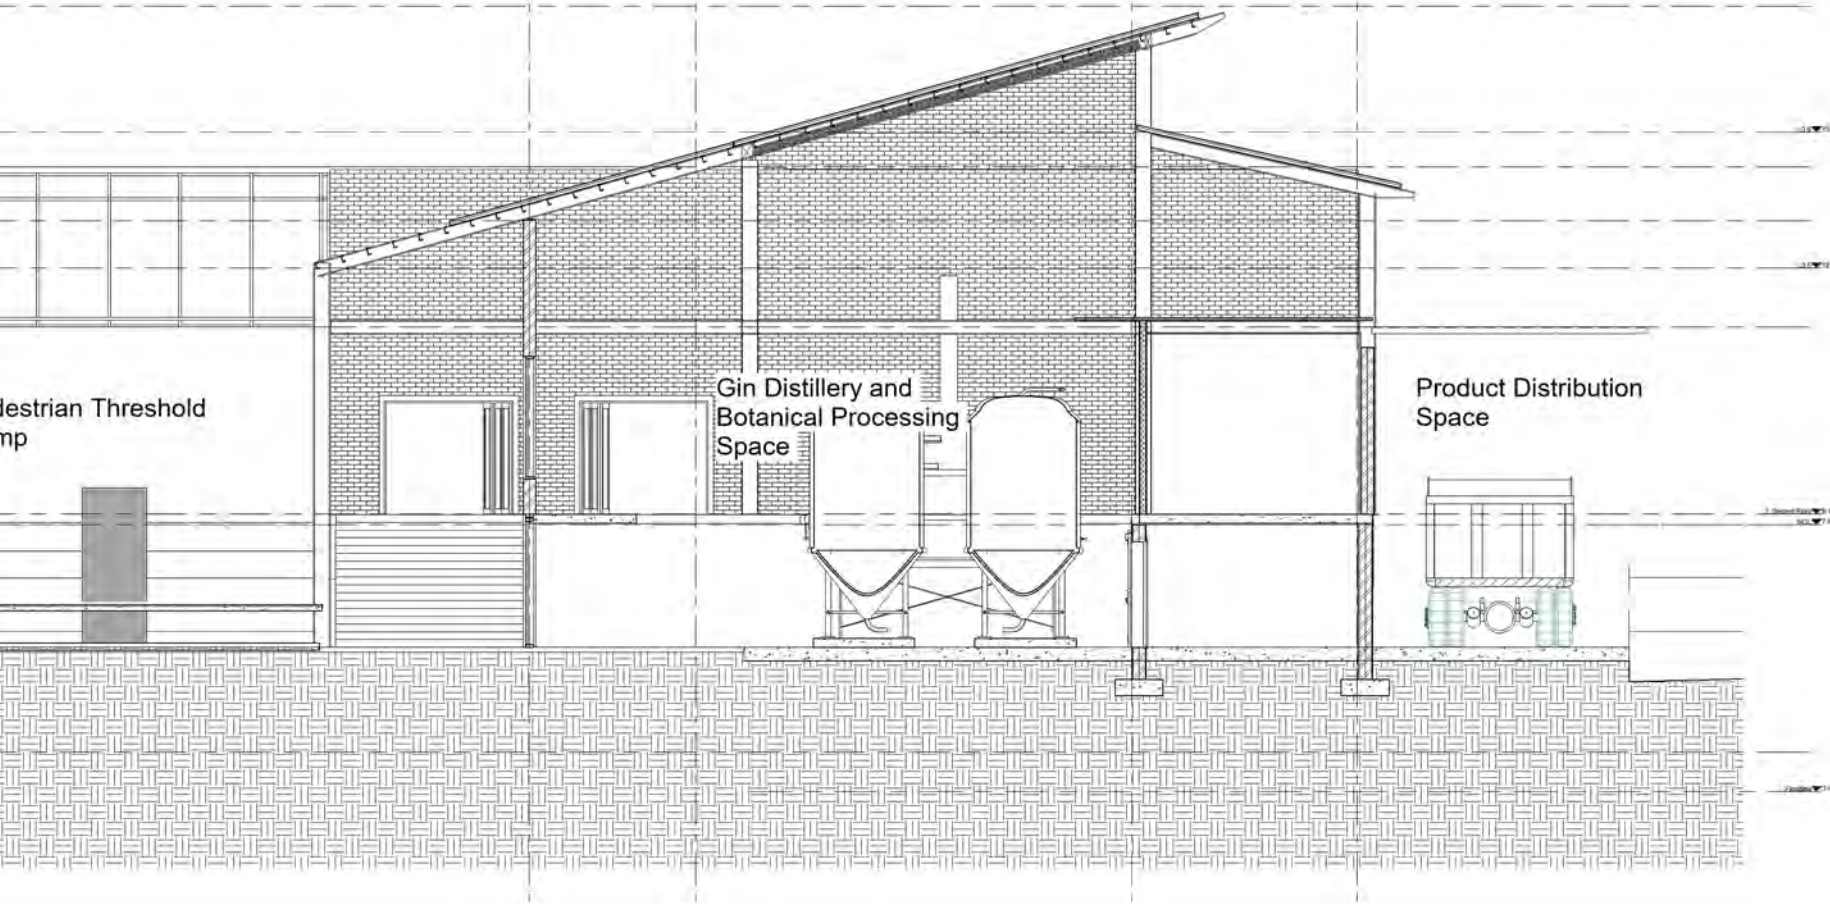 destrian Threshold
mp
Gin Distillery and
Botanical Processing
Space
Product Distribution
Space